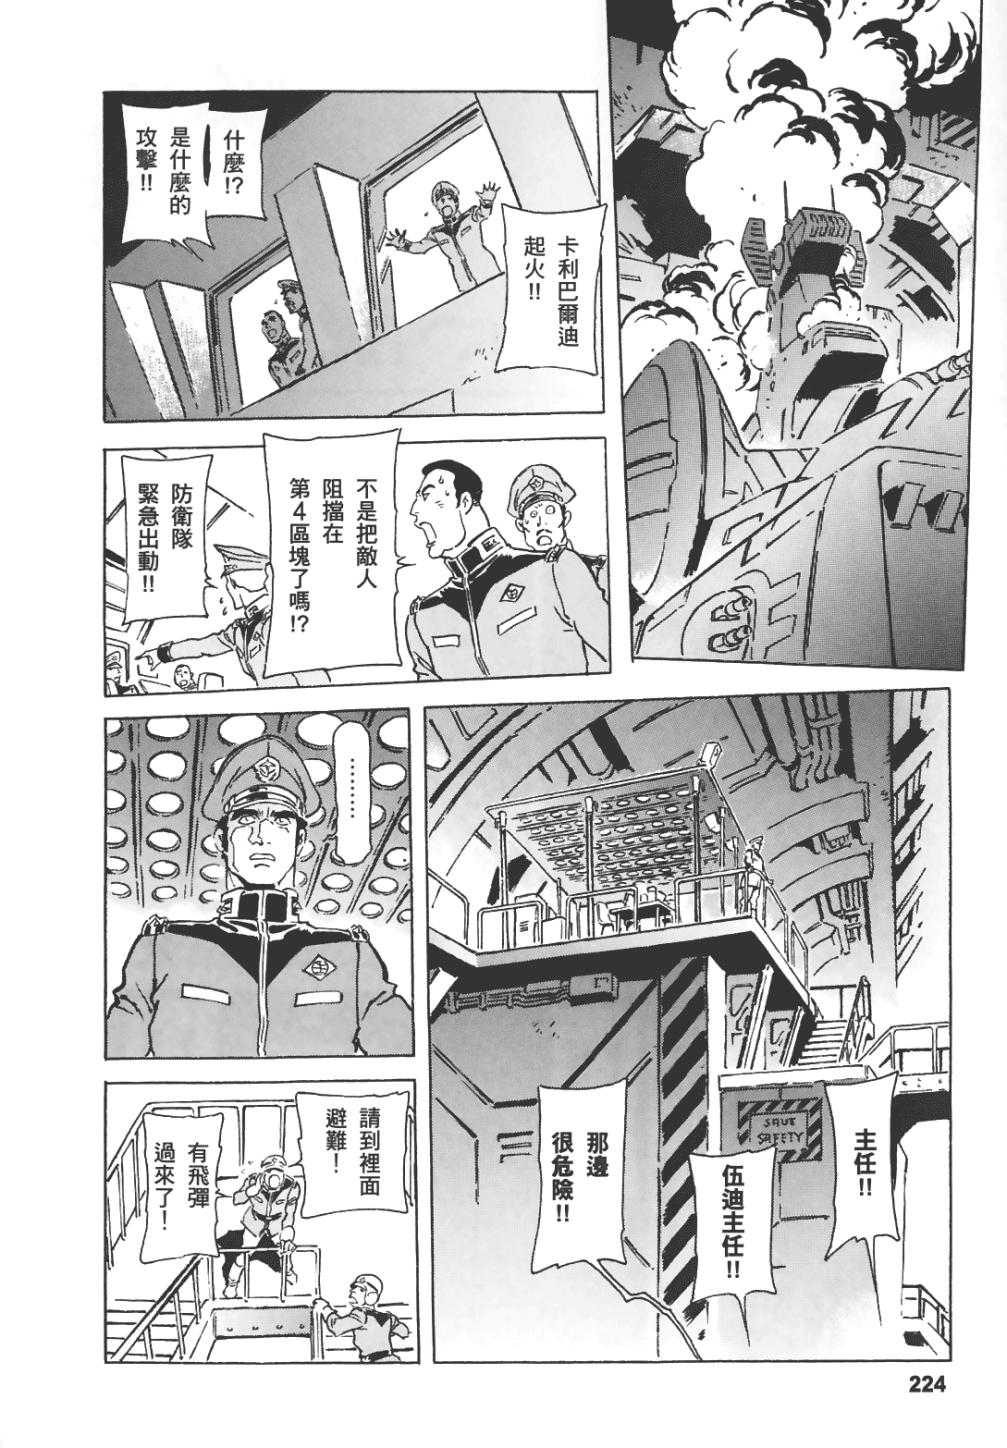 卡利巴爾迪
起火!!
什麼!?
是什麼的
攻擊!!
不是把敵人
阻擋在
第4區塊了嗎!?
防衛隊
緊急出動!!
主任!!
伍迪主任!!
那邊
很危險!!
SAVE
SAFETY
………
請到裡面
避難!
有飛彈
過來了!
224